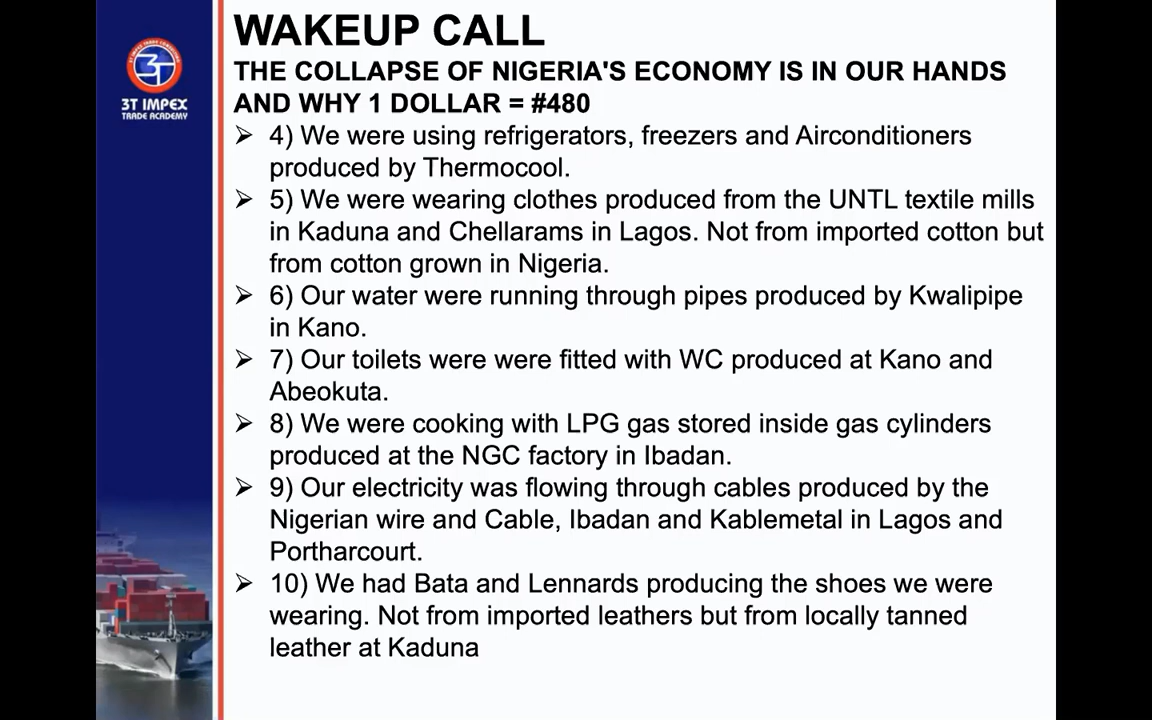 WAKEUP CALL
THE COLLAPSE OF NIGERIA'S ECONOMY IS IN OUR HANDS
AND WHY 1 DOLLAR = #480
3T IMPEX TRADE CONSULTING
3T
3T IMPEX
TRADE ACADEMY
➢ 4) We were using refrigerators, freezers and Airconditioners
produced by Thermocool.
➢ 5) We were wearing clothes produced from the UNTL textile mills
in Kaduna and Chellarams in Lagos. Not from imported cotton but
from cotton grown in Nigeria.
➢ 6) Our water were running through pipes produced by Kwalipipe
in Kano.
➢ 7) Our toilets were were fitted with WC produced at Kano and
Abeokuta.
➢ 8) We were cooking with LPG gas stored inside gas cylinders
produced at the NGC factory in Ibadan.
➢ 9) Our electricity was flowing through cables produced by the
Nigerian wire and Cable, Ibadan and Kablemetal in Lagos and
Portharcourt.
➢ 10) We had Bata and Lennards producing the shoes we were
wearing. Not from imported leathers but from locally tanned
leather at Kaduna